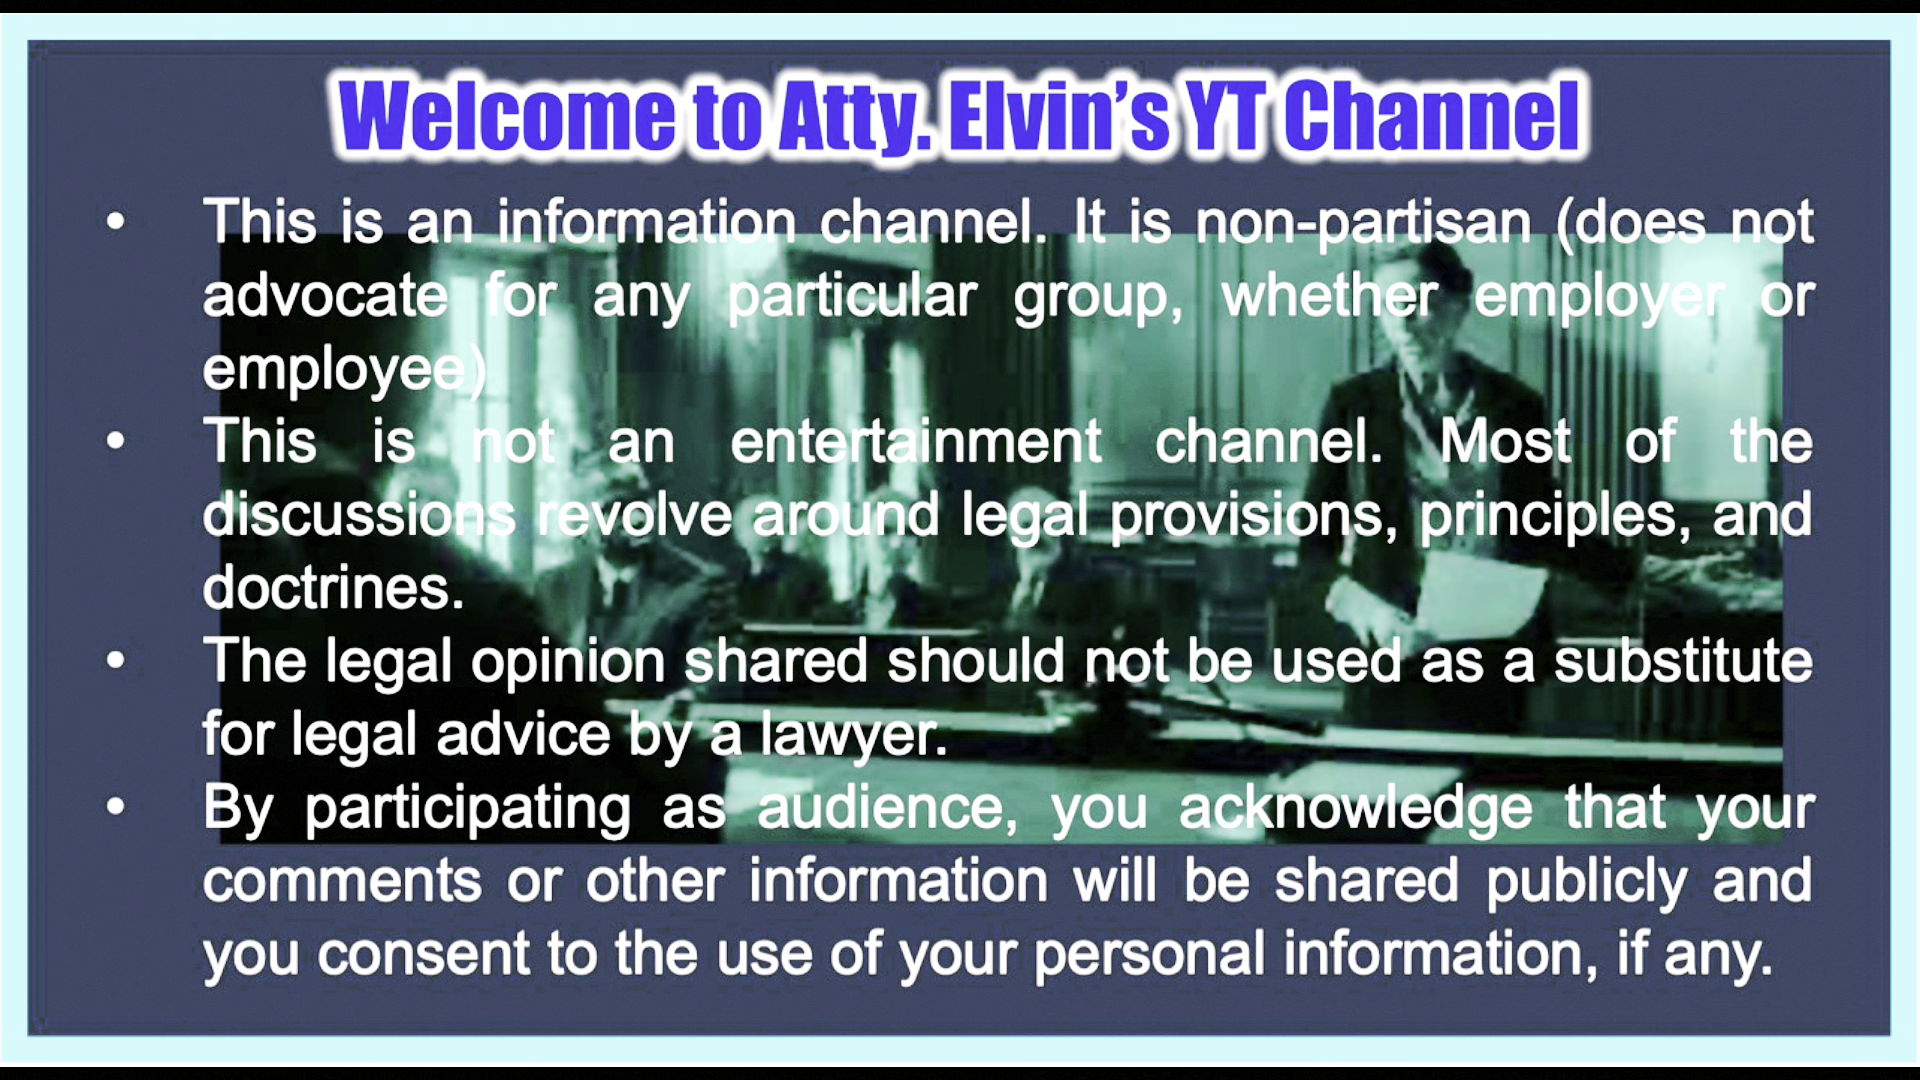 Welcome to Atty. Elvin’s YT Channel
• This is an information channel. It is non-partisan (does not
advocate for any particular group, whether employer or
employee)
• This is not an entertainment channel. Most of the
discussions revolve around legal provisions, principles, and
doctrines.
• The legal opinion shared should not be used as a substitute
for legal advice by a lawyer.
• By participating as audience, you acknowledge that your
comments or other information will be shared publicly and
you consent to the use of your personal information, if any.